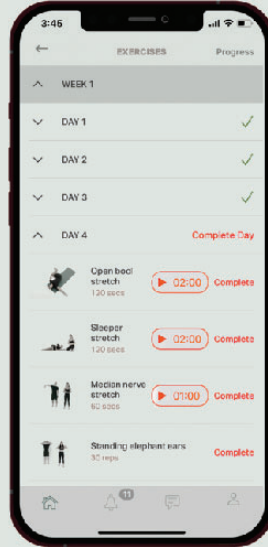 3:46
EXERCISES Progress
WEEK 1
DAY 1
DAY 2
DAY 3
DAY 4 Complete Day
Open book
stretch 02:00 Complete
120 secs
Sleeper
stretch 02:00 Complete
120 secs
Median nerve
stretch 01:00 Complete
60 secs
Standing elephant ears
30 reps Complete
11